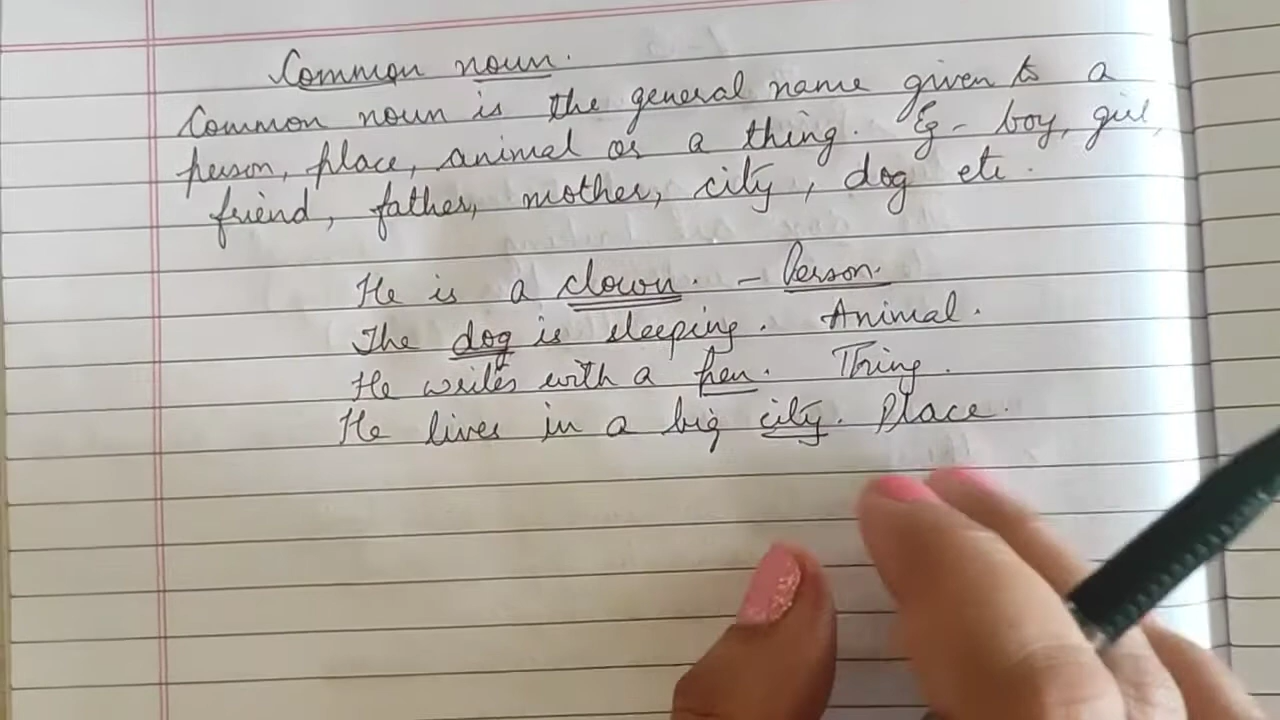 Common noun.
Common noun is the general name given to a
person, place, animal or a thing. Eg - boy, girl,
friend, father, mother, city, dog etc.
He is a clown. - Person.
The dog is sleeping. Animal.
He writes with a pen. Thing.
He lives in a big city. Place.